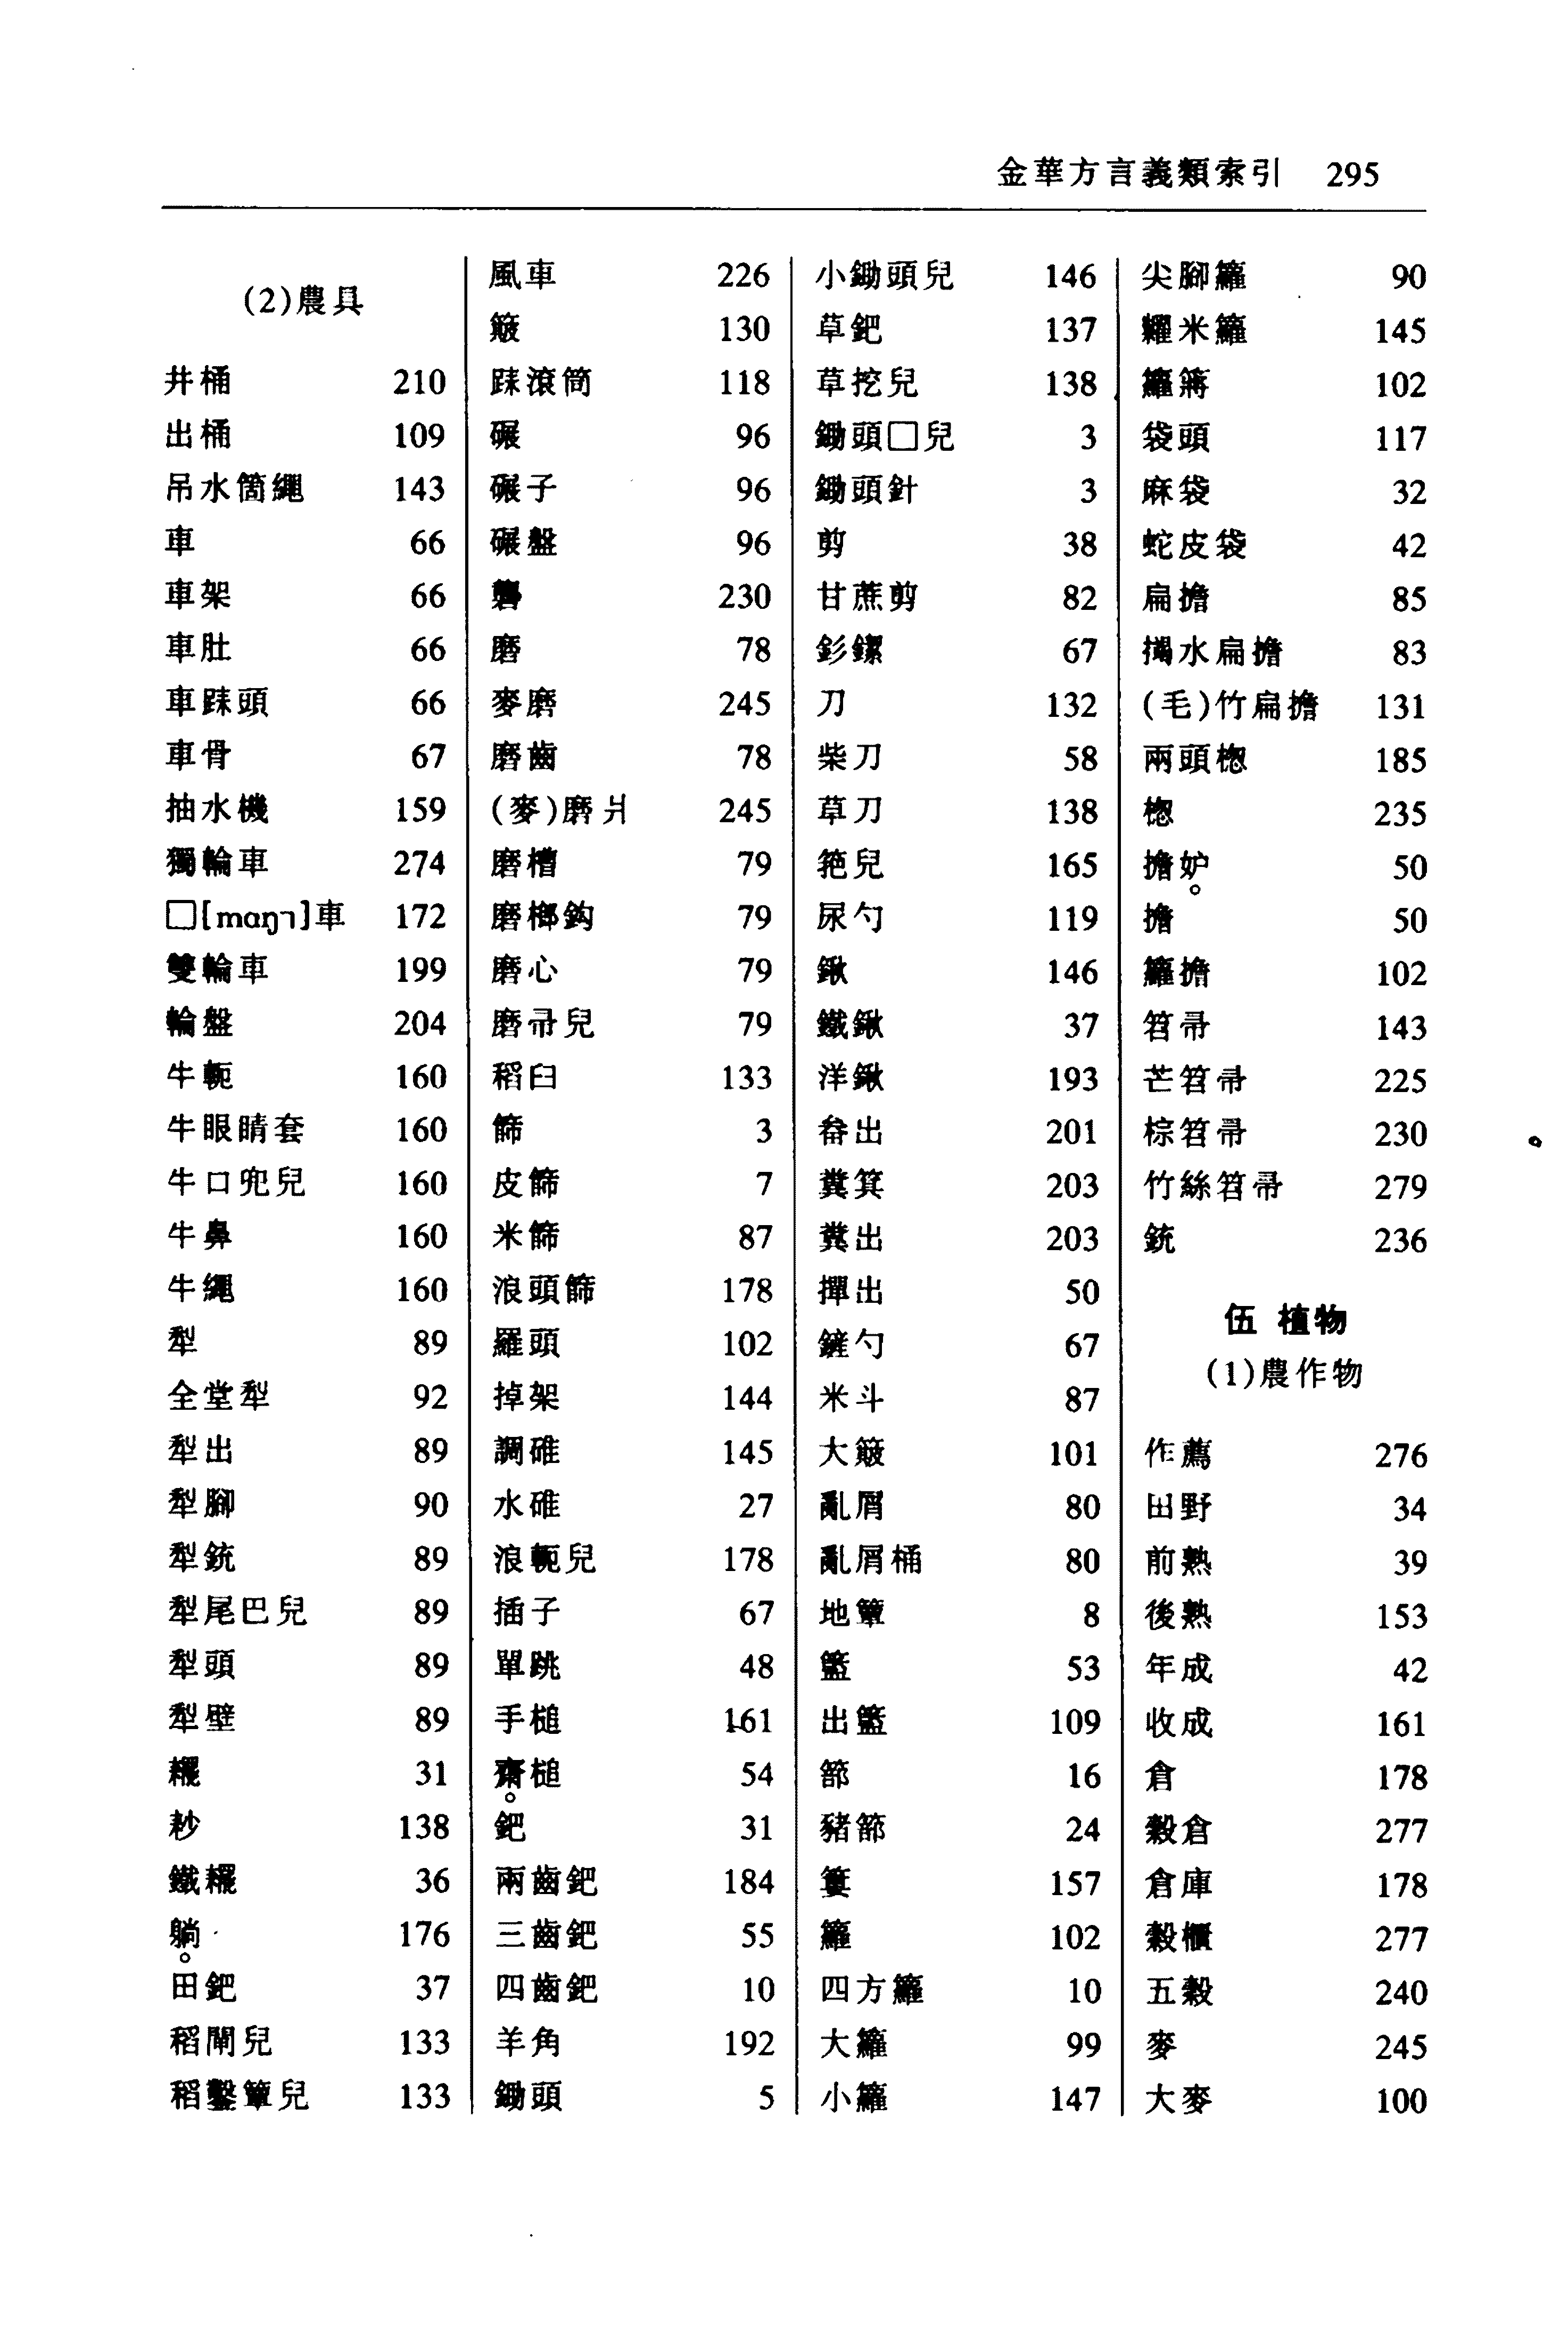 金華方言義類索引 295
(2)農具
井桶 210
出桶 109
吊水筒繩 143
車 66
車架 66
車肚 66
車䟱頭 66
車骨 67
抽水機 159
獨輪車 274
□[mɑŋ˥]車 172
雙輪車 199
輪盤 204
牛軛 160
牛眼睛套 160
牛口兜兒 160
牛鼻 160
牛繩 160
犁 89
全堂犁 92
犁出 89
犁腳 90
犁銃 89
犁尾巴兒 89
犁頭 89
犁壁 89
31
耖 138
鐵 36
躺 176
田鈀 37
稻閘兒 133
稻鑿簟兒 133
風車 226
簸 130
滾筒 118
碾 96
碾子 96
碾盤 96
礱 230
磨 78
麥磨 245
磨齒 78
(麥)磨爿 245
磨槽 79
磨榔鈎 79
磨心 79
磨帚兒 79
稻臼 133
篩 3
皮篩 7
米篩 87
浪頭篩 178
羅頭 102
掉架 144
調碓 145
水碓 27
浪軛兒 178
插子 67
單跳 48
手槌 161
齋槌 54
鈀 31
兩齒鈀 184
三齒鈀 55
四齒鈀 10
羊角 192
鋤頭 5
小鋤頭兒 146
草鈀 137
草挖兒 138
鋤頭□兒 3
鋤頭針 3
剪 38
甘蔗剪 82
彭鏍 67
刀 132
柴刀 58
草刀 138
筢兒 165
尿勺 119
鍬 146
鐵鍬 37
洋鍬 193
畚出 201
糞箕 203
糞出 203
撣出 50
鏟勺 67
米斗 87
大簸 101
亂屑 80
亂屑桶 80
地簟 8
籃 53
出籃 109
篰 16
豬篰 24
簍 157
籮 102
四方籮 10
大籮 99
小籮 147
尖腳籮 90
糶米籮 145
籮簿 102
袋頭 117
麻袋 32
蛇皮袋 42
扁擔 85
擖水扁擔 83
(毛)竹扁擔 131
兩頭楤 185
楤 235
擔妒 50
擔 50
籮擔 102
笤帚 143
芒笤帚 225
棕笤帚 230
竹絲笤帚 279
銃 236
伍 植物
(1)農作物
作薦 276
田野 34
前熟 39
後熟 153
年成 42
收成 161
倉 178
穀倉 277
倉庫 178
穀櫃 277
五穀 240
麥 245
大麥 100